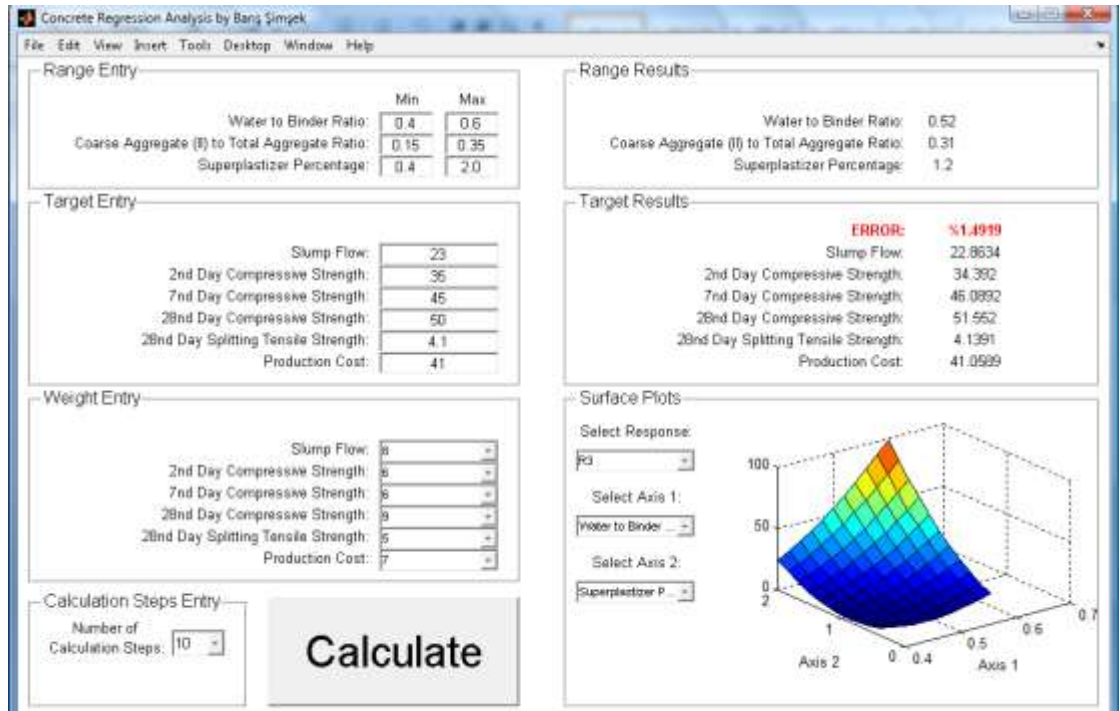 Concrete Regression Analysis by Barış Şimşek
File Edit View Insert Tools Desktop Window Help
Range Entry
Min Max
Water to Binder Ratio: 0.4 0.6
Coarse Aggregate (II) to Total Aggregate Ratio: 0.15 0.35
Superplastizer Percentage: 0.4 2.0
Range Results
Water to Binder Ratio: 0.52
Coarse Aggregate (II) to Total Aggregate Ratio: 0.31
Superplastizer Percentage: 1.2
Target Entry
Slump Flow: 23
2nd Day Compressive Strength: 35
7nd Day Compressive Strength: 45
28nd Day Compressive Strength: 50
28nd Day Splitting Tensile Strength: 4.1
Production Cost: 41
Target Results
ERROR: %1.4919
Slump Flow: 22.8634
2nd Day Compressive Strength: 34.392
7nd Day Compressive Strength: 46.0892
28nd Day Compressive Strength: 51.552
28nd Day Splitting Tensile Strength: 4.1391
Production Cost: 41.0589
Weight Entry
Slump Flow:
2nd Day Compressive Strength: 6
7nd Day Compressive Strength: 6
28nd Day Compressive Strength: 9
28nd Day Splitting Tensile Strength: 5
Production Cost: 7
Calculation Steps Entry
Number of
Calculation Steps: 10
Calculate
Surface Plots
Select Response:
R3
Select Axis 1:
Water to Binder ...
Select Axis 2:
Superplastizer P...
100
50
0
2
1
0
0.4
0.5
0.6
0.7
Axis 2
Axis 1